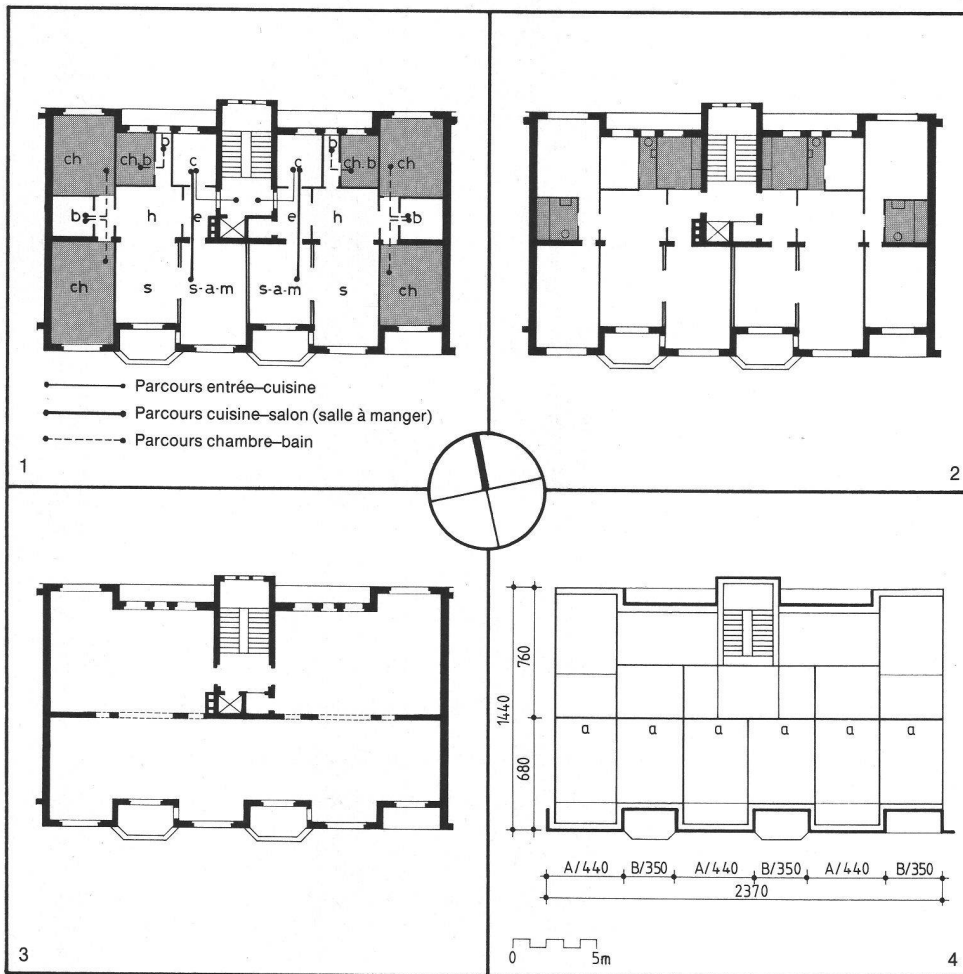 ch
ch.b
b
c
c
b
ch.b
ch
b
h
e
e
h
b
ch
s
s-a-m
s-a-m
s
ch
Parcours entrée–cuisine
Parcours cuisine–salon (salle à manger)
Parcours chambre–bain
1
2
3
760
1440
680
a
a
a
a
a
a
A/440
B/350
A/440
B/350
A/440
B/350
2370
0
5m
4